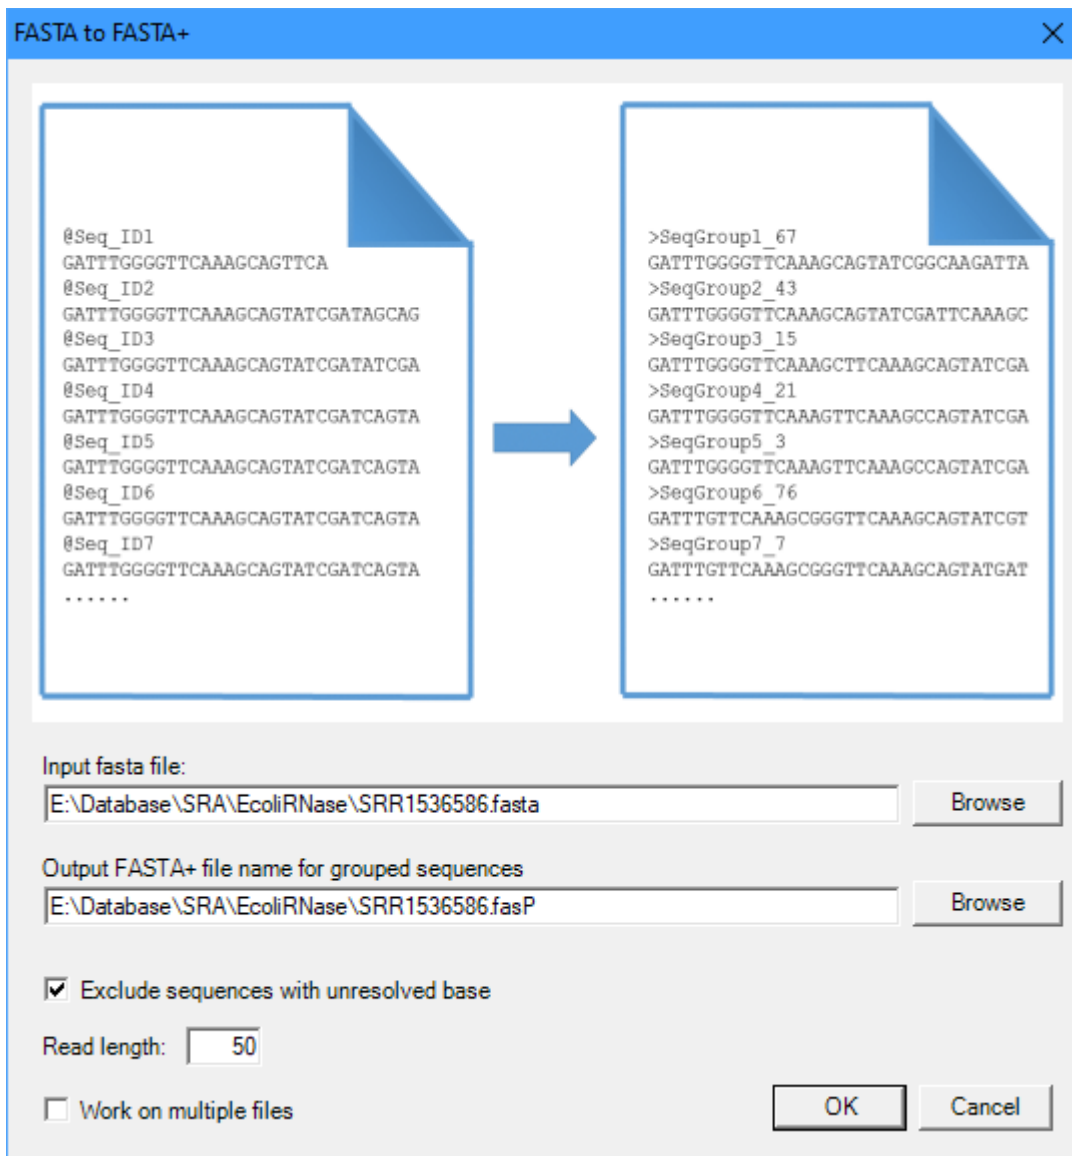 FASTA to FASTA+
@Seq_ID1
GATTTGGGGTTCAAAGCAGTTCA
@Seq_ID2
GATTTGGGGTTCAAAGCAGTATCGATAGCAG
@Seq_ID3
GATTTGGGGTTCAAAGCAGTATCGATATCGA
@Seq_ID4
GATTTGGGGTTCAAAGCAGTATCGATCAGTA
@Seq_ID5
GATTTGGGGTTCAAAGCAGTATCGATCAGTA
@Seq_ID6
GATTTGGGGTTCAAAGCAGTATCGATCAGTA
@Seq_ID7
GATTTGGGGTTCAAAGCAGTATCGATCAGTA
......
>SeqGroup1_67
GATTTGGGGTTCAAAGCAGTATCGGCAAGATTA
>SeqGroup2_43
GATTTGGGGTTCAAAGCAGTATCGATTCAAAGC
>SeqGroup3_15
GATTTGGGGTTCAAAGCTTCAAAGCAGTATCGA
>SeqGroup4_21
GATTTGGGGTTCAAAGTTCAAAGCCAGTATCGA
>SeqGroup5_3
GATTTGGGGTTCAAAGTTCAAAGCCAGTATCGA
>SeqGroup6_76
GATTTGTTCAAAGCGGGTTCAAAGCAGTATCGT
>SeqGroup7_7
GATTTGTTCAAAGCGGGTTCAAAGCAGTATGAT
......
Input fasta file:
E:\Database\SRA\EcoliRNase\SRR1536586.fasta
Browse
Output FASTA+ file name for grouped sequences
E:\Database\SRA\EcoliRNase\SRR1536586.fasP
Browse
Exclude sequences with unresolved base
Read length: 50
Work on multiple files
OK
Cancel